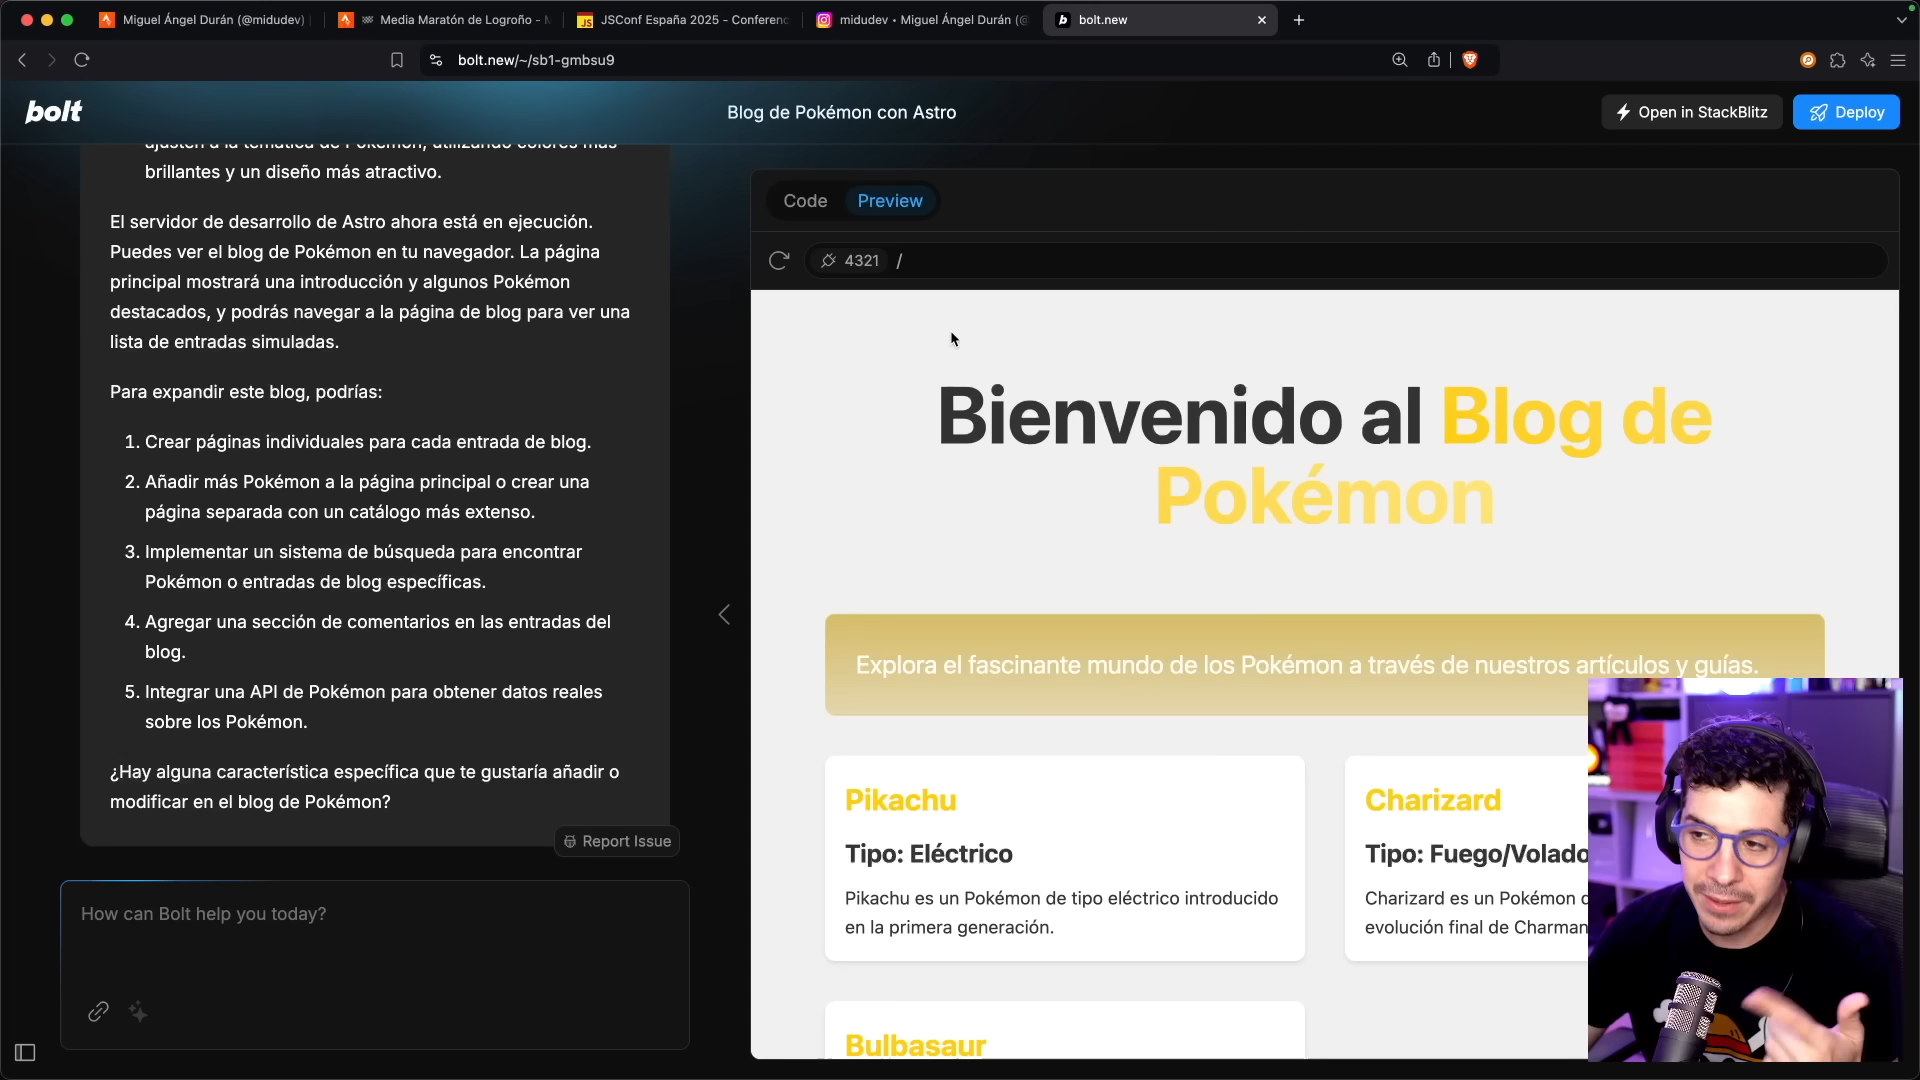 Miguel Ángel Durán (@midudev)
Media Maratón de Logroño -
JSConf España 2025 - Conferenc
midudev • Miguel Ángel Durán (@
bolt.new
bolt.new/~/sb1-gmbsu9
bolt
Blog de Pokémon con Astro
Open in StackBlitz
Deploy
ajusten a la temática de Pokémon, utilizando colores más
brillantes y un diseño más atractivo.
El servidor de desarrollo de Astro ahora está en ejecución.
Puedes ver el blog de Pokémon en tu navegador. La página
principal mostrará una introducción y algunos Pokémon
destacados, y podrás navegar a la página de blog para ver una
lista de entradas simuladas.
Para expandir este blog, podrías:
1. Crear páginas individuales para cada entrada de blog.
2. Añadir más Pokémon a la página principal o crear una
página separada con un catálogo más extenso.
3. Implementar un sistema de búsqueda para encontrar
Pokémon o entradas de blog específicas.
4. Agregar una sección de comentarios en las entradas del
blog.
5. Integrar una API de Pokémon para obtener datos reales
sobre los Pokémon.
¿Hay alguna característica específica que te gustaría añadir o
modificar en el blog de Pokémon?
Report Issue
How can Bolt help you today?
Code
Preview
4321 /
Bienvenido al Blog de
Pokémon
Explora el fascinante mundo de los Pokémon a través de nuestros artículos y guías.
Pikachu
Tipo: Eléctrico
Pikachu es un Pokémon de tipo eléctrico introducido
en la primera generación.
Charizard
Tipo: Fuego/Volado
Charizard es un Pokémon d
evolución final de Charman
Bulbasaur